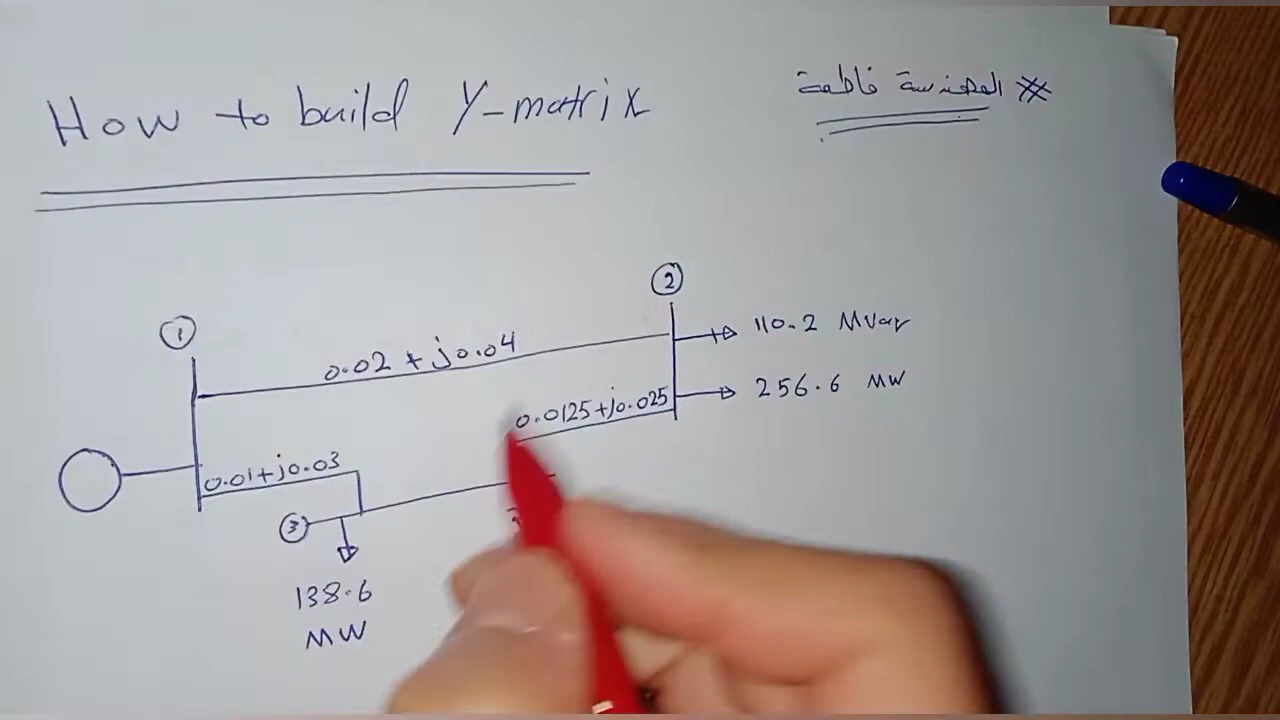 How to build Y-matrix
المهندسة فاطمة
1
2
0.02 + j0.04
110.2 MVar
0.0125+j0.025
256.6 MW
0.01+j0.03
3
138.6
MW